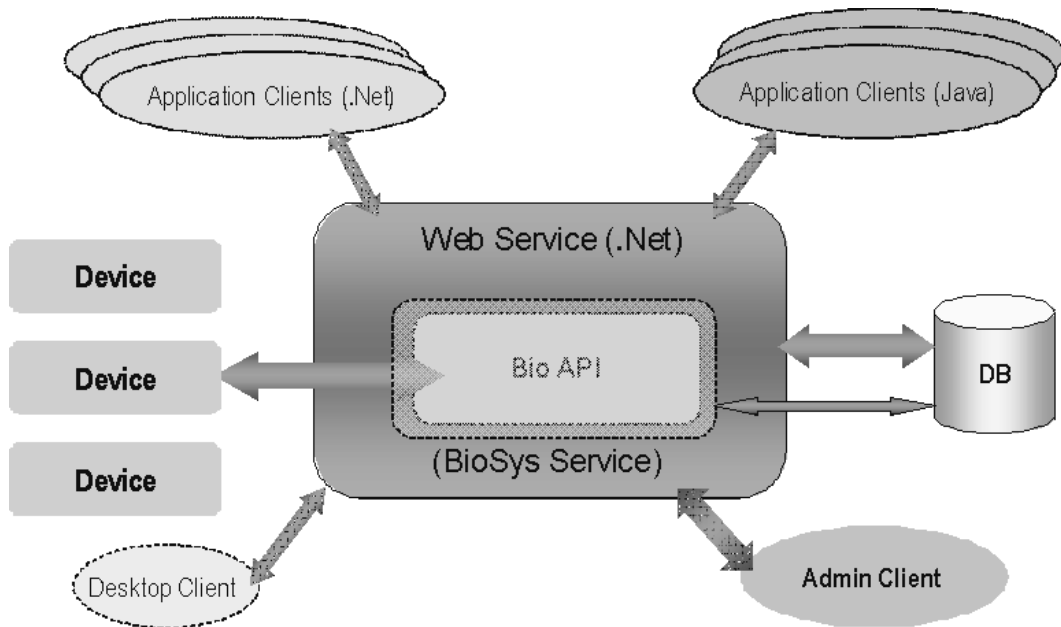 Application Clients (.Net)
Application Clients (Java)
Web Service (.Net)
Device
Device
Bio API
DB
Device
(BioSys Service)
Desktop Client
Admin Client